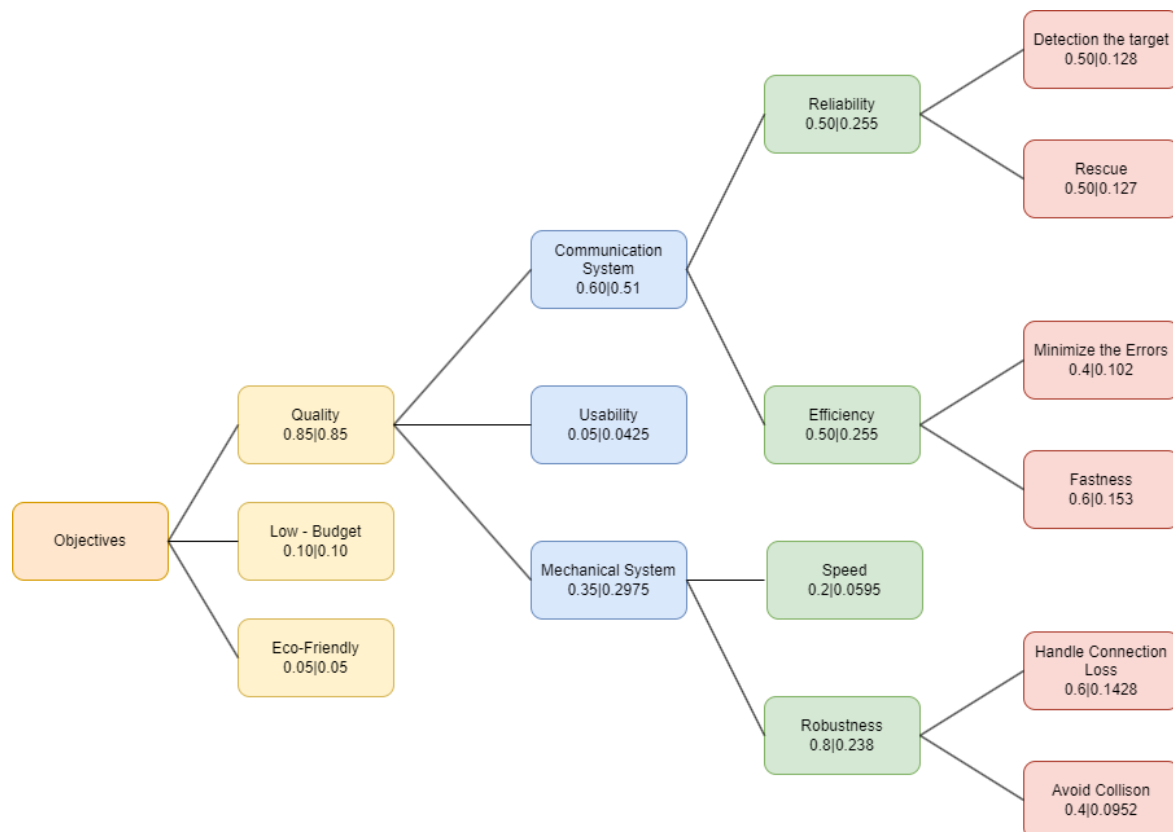 Objectives
Quality
0.85|0.85
Low - Budget
0.10|0.10
Eco-Friendly
0.05|0.05
Communication
System
0.60|0.51
Usability
0.05|0.0425
Mechanical System
0.35|0.2975
Reliability
0.50|0.255
Efficiency
0.50|0.255
Speed
0.2|0.0595
Robustness
0.8|0.238
Detection the target
0.50|0.128
Rescue
0.50|0.127
Minimize the Errors
0.4|0.102
Fastness
0.6|0.153
Handle Connection
Loss
0.6|0.1428
Avoid Collison
0.4|0.0952